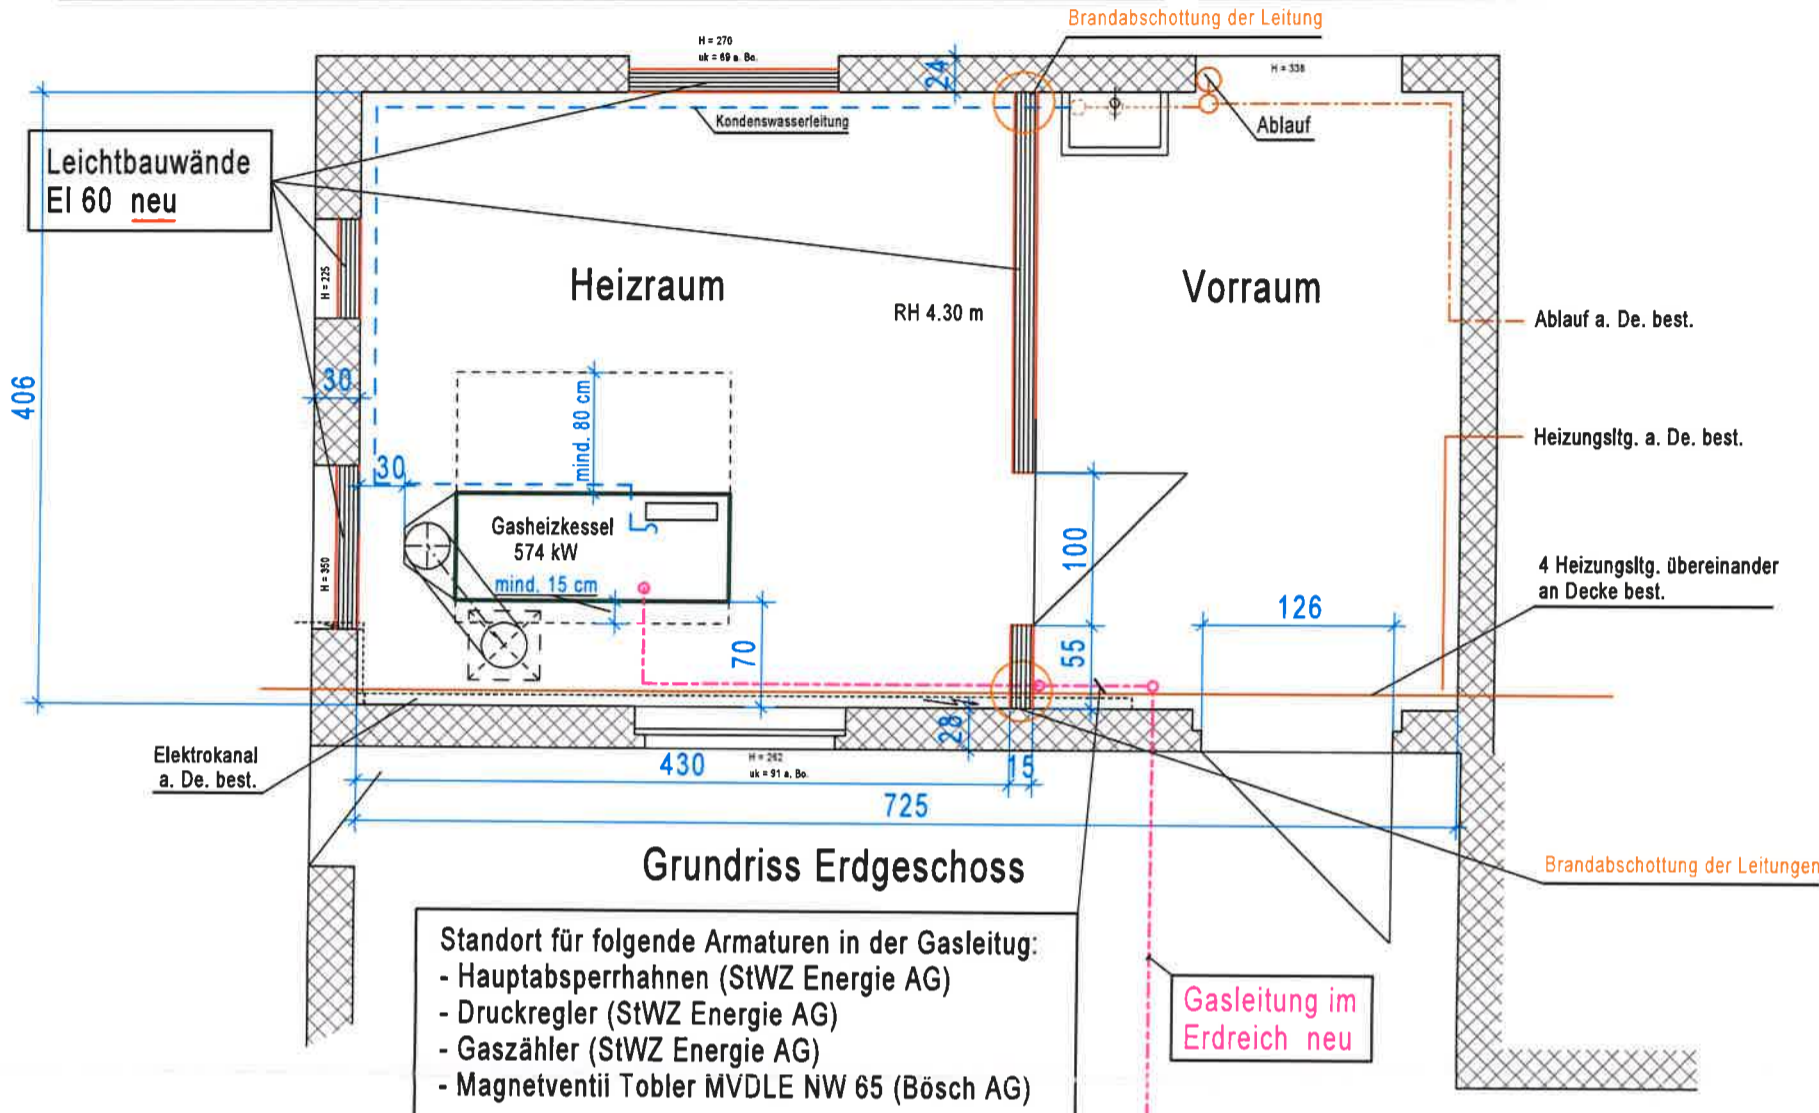 Brandabschottung der Leitung
H = 270
uk = 69 a. Bo.
24
H = 338
Kondenswasserleitung
Ablauf
Leichtbauwände
EI 60 neu
H = 225
Heizraum
RH 4.30 m
Vorraum
Ablauf a. De. best.
406
30
mind. 80 cm
Heizungsltg. a. De. best.
30
Gasheizkessel
574 kW
mind. 15 cm
H = 350
100
4 Heizungsltg. übereinander
an Decke best.
126
70
55
28
Elektrokanal
a. De. best.
430
H = 262
uk = 91 a. Bo.
15
725
Grundriss Erdgeschoss
Brandabschottung der Leitungen
Standort für folgende Armaturen in der Gasleitug:
- Hauptabsperrhahnen (StWZ Energie AG)
- Druckregler (StWZ Energie AG)
- Gaszähler (StWZ Energie AG)
- Magnetventil Tobler MVDLE NW 65 (Bösch AG)
Gasleitung im
Erdreich neu